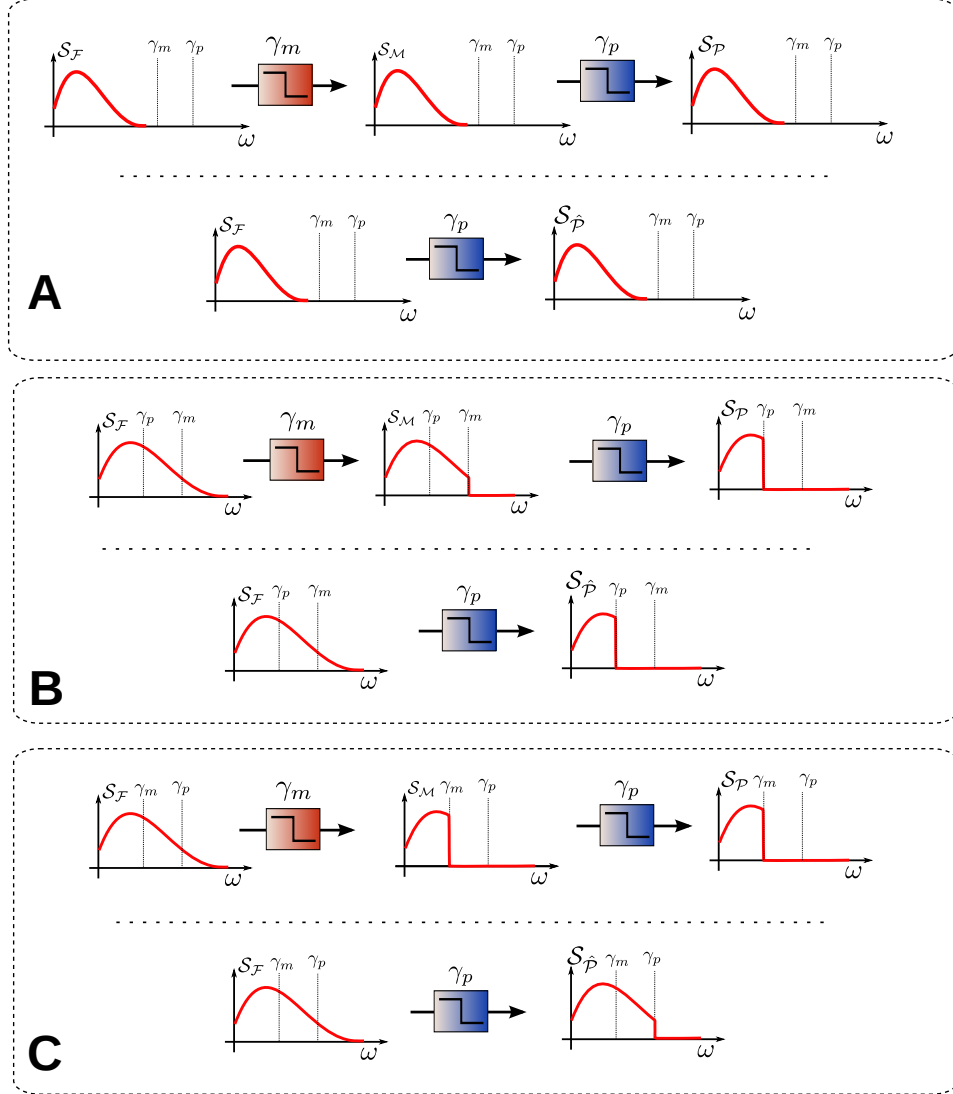 S_F γ_m γ_p γ_m S_M γ_m γ_p γ_p S_P γ_m γ_p
ω ω ω
S_F γ_m γ_p γ_p S_P̂ γ_m γ_p
ω ω
A
S_F γ_p γ_m γ_m S_M γ_p γ_m γ_p S_P γ_p γ_m
ω ω ω
S_F γ_p γ_m γ_p S_P̂ γ_p γ_m
ω ω
B
S_F γ_m γ_p γ_m S_M γ_m γ_p γ_p S_P γ_m γ_p
ω ω ω
S_F γ_m γ_p γ_p S_P̂ γ_m γ_p
ω ω
C